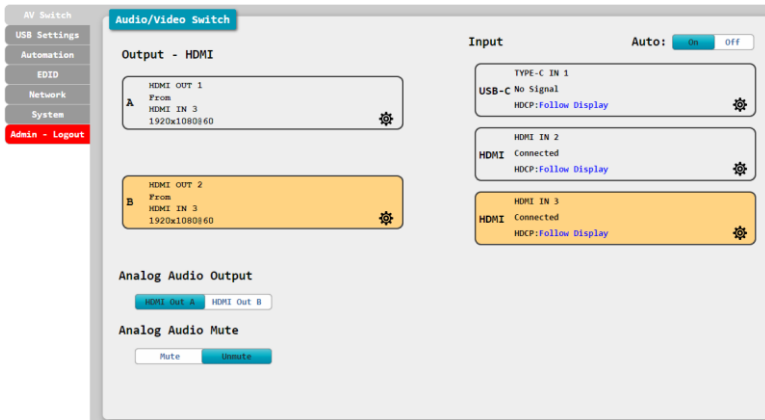 AV Switch
USB Settings
Automation
EDID
Network
System
Admin - Logout
Audio/Video Switch
Output - HDMI
A
HDMI OUT 1
From
HDMI IN 3
1920x1080@60
B
HDMI OUT 2
From
HDMI IN 3
1920x1080@60
Analog Audio Output
HDMI Out A HDMI Out B
Analog Audio Mute
Mute Unmute
Input Auto: On Off
TYPE-C IN 1
USB-C No Signal
HDCP:Follow Display
HDMI IN 2
HDMI Connected
HDCP:Follow Display
HDMI IN 3
HDMI Connected
HDCP:Follow Display